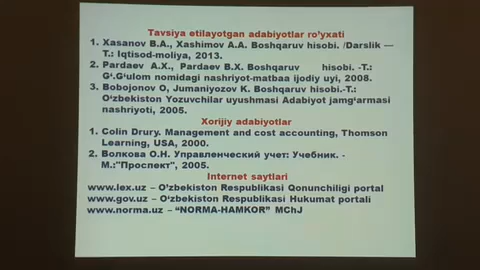 Tavsiya etilayotgan adabiyotlar ro'yxati
1. Xasanov B.A., Xashimov A.A. Boshqaruv hisobi. /Darslik —
T.: Iqtisod-moliya, 2013.
2. Pardaev A.X., Pardaev B.X. Boshqaruv hisobi. -T.:
G‘.G‘ulom nomidagi nashriyot-matbaa ijodiy uyi, 2008.
3. Bobojonov O, Jumaniyozov K. Boshqaruv hisobi.-T.:
O‘zbekiston Yozuvchilar uyushmasi Adabiyot jamg‘armasi
nashriyoti, 2005.
Xorijiy adabiyotlar
1. Colin Drury. Management and cost accounting, Thomson
Learning, USA, 2000.
2. Волкова О.Н. Управленческий учет: Учебник. -
М.:"Проспект", 2005.
Internet saytlari
www.lex.uz – O’zbekiston Respublikasi Qonunchiligi portal
www.gov.uz – O‘zbekiston Respublikasi Hukumat portali
www.norma.uz – “NORMA-HAMKOR” MChJ